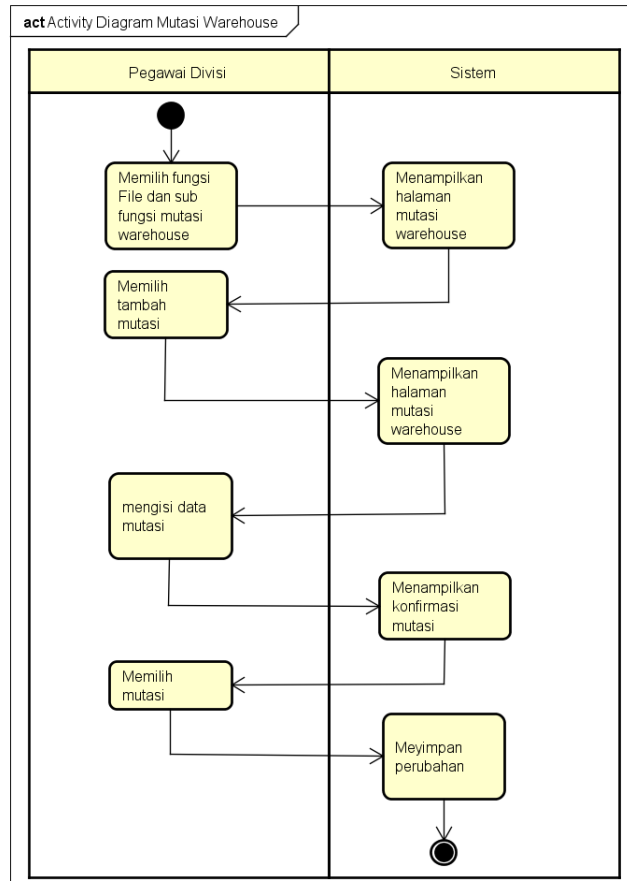 act Activity Diagram Mutasi Warehouse
Pegawai Divisi
Sistem
Memilih fungsi
File dan sub
fungsi mutasi
warehouse
Menampilkan
halaman
mutasi
warehouse
Memilih
tambah
mutasi
Menampilkan
halaman
mutasi
warehouse
mengisi data
mutasi
Menampilkan
konfirmasi
mutasi
Memilih
mutasi
Meyimpan
perubahan